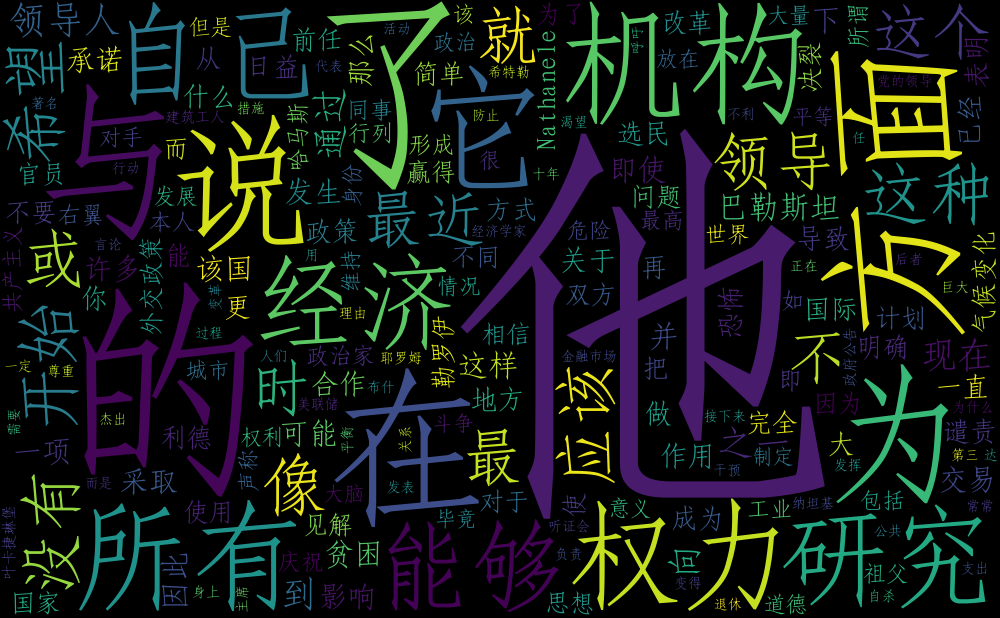 领导人
自己
了
就
机构
这个
希望
承诺
但是
从
日益
前任
什么
那么
该
政治
简单
希特勒
Nathanele
为了
改革
放在
大量
下
所谓
决裂
党的领导
表明
已经
著名
建筑工人
措施
活动
代表
与
对手
而
说
哈马斯
通过
同事
行列
形成
赢得
它
防止
很
十年
渴望
选民
不利
平等
任
面
官员
行动
发展
发生
身份
即使
领导
这种
不要
右翼
本人
政策
最近
方式
经济学家
问题
最高
巴勒斯坦
共产主义
言论
或
许多
外交政策
能
该国
用
维持
不同
情况
危险
关于
世界
再
恐怖
导致
正在
后者
方
巨大
气候变化
你
变革
更
经济
理由
相信
双方
如
国际
计划
他
开始
过程
的
城市
人们
政治家
耶罗姆
勒罗伊
这样
金融市场
并
把
即
不
政府公告
明确
现在
一定
尊重
时
合作
布什
美联储
地方
应该
做
因为
一直
为什么
需要
杰出
利德
权利
可能
平衡
在
关系
斗争
最
接下来
完全
之一
作用
制定
大
为
谴责
第三
达
一项
没有
而是
采取
声称
像
大脑
发表
对于
使
干预
发挥
交易
叶卡捷琳堡
使用
见解
毕竟
意义
工业
纳坦基
包括
常常
所有
因此
庆祝
贫困
能够
听证会
成为
权力
问
研究
公共
国家
身上
主席
到
影响
负责
思想
变得
退休
道德
祖父
自杀
支出